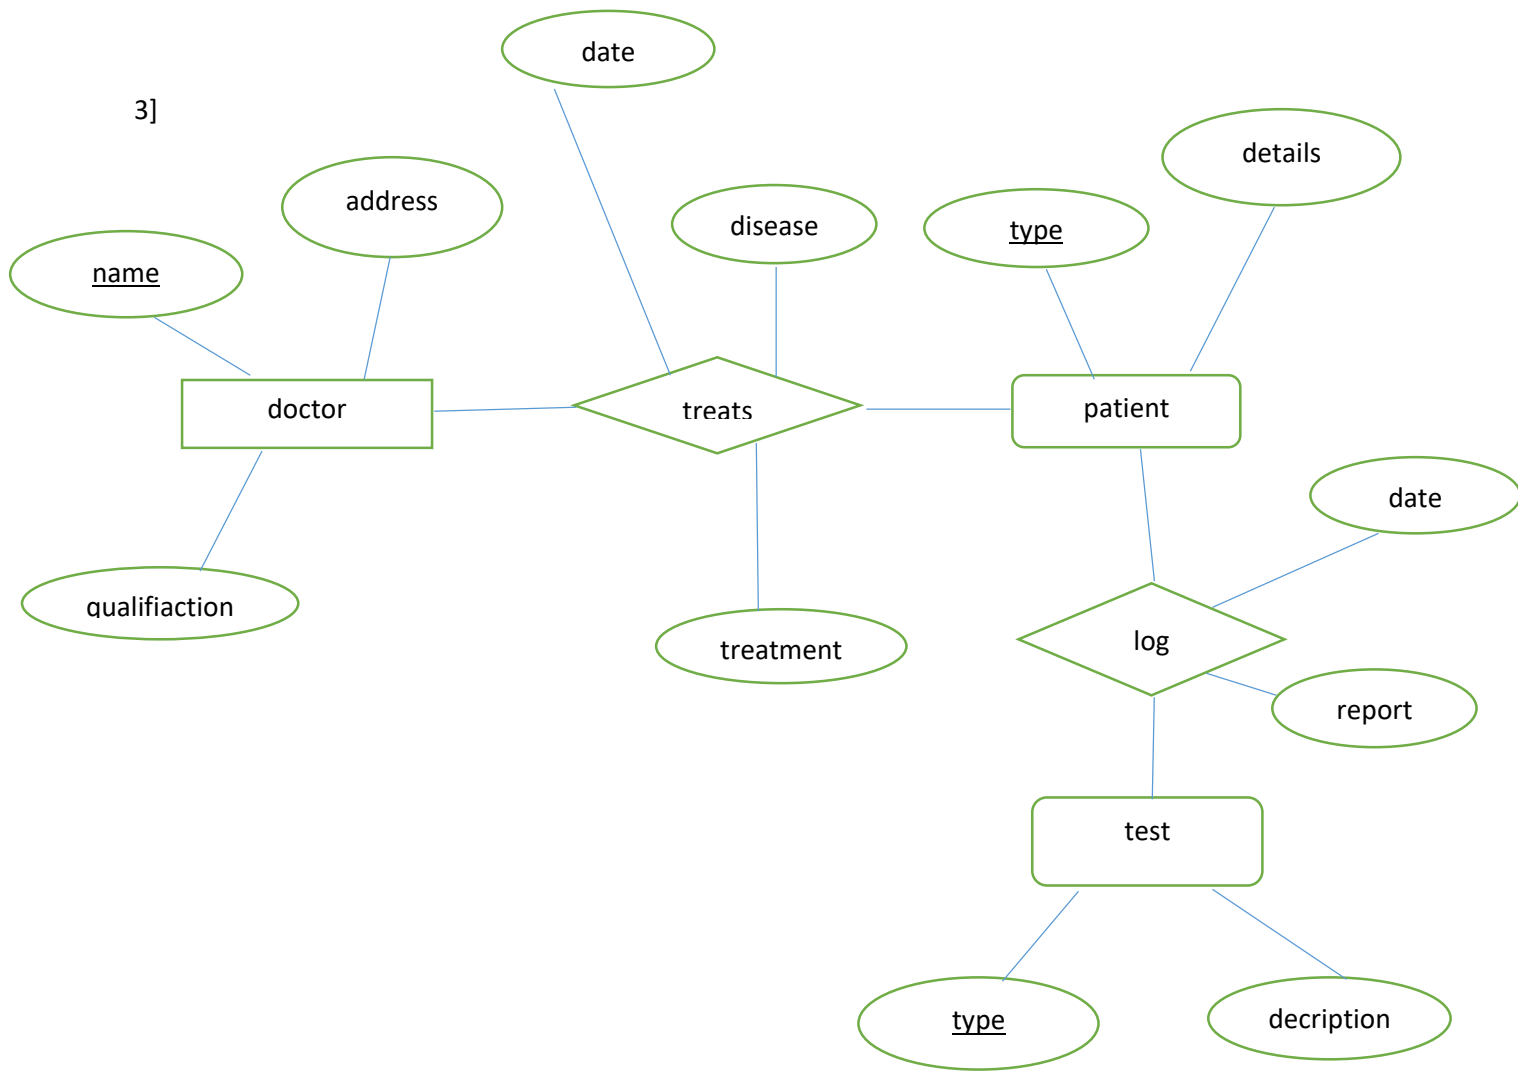 date
3]
details
address
disease
type
name
doctor
treats
patient
date
qualifiaction
treatment
log
report
test
type
decription